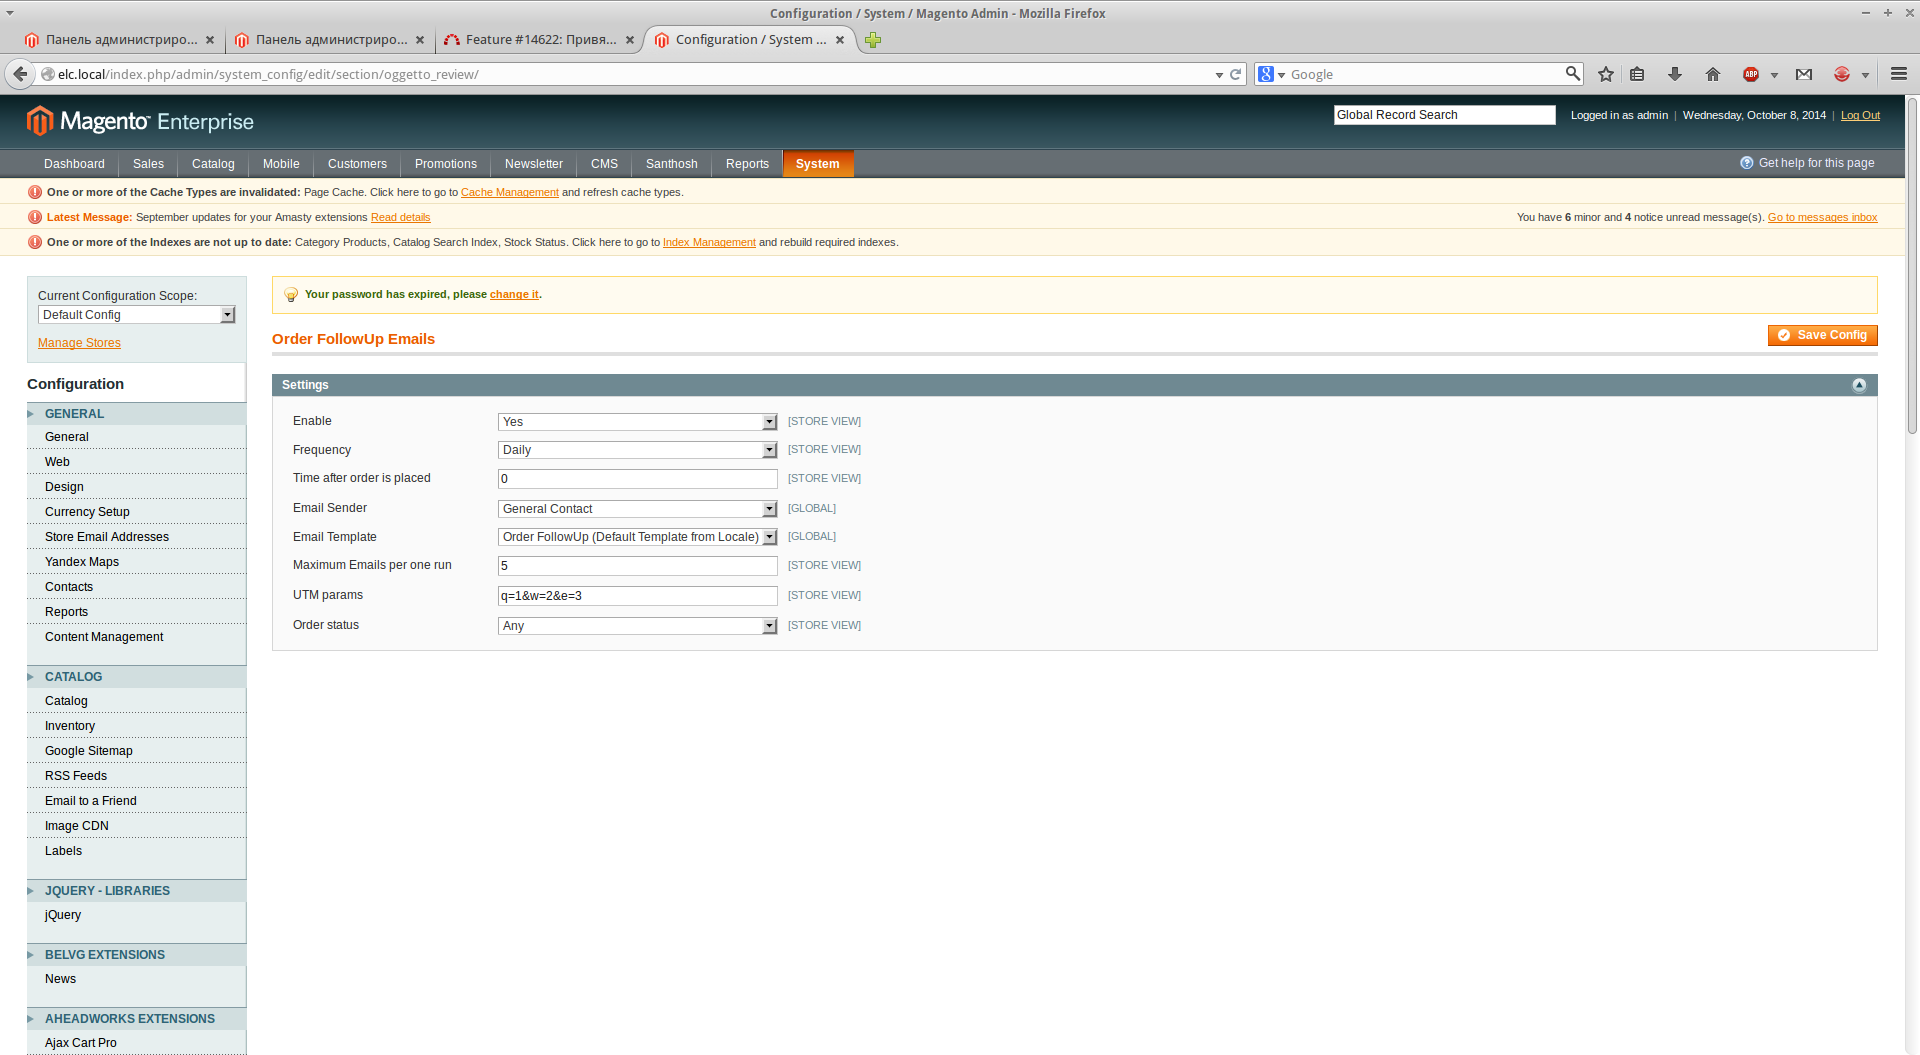 Configuration / System / Magento Admin - Mozilla Firefox
Панель администриро...
Панель администриро...
Feature #14622: Привя...
Configuration / System ...
elc.local/index.php/admin/system_config/edit/section/oggetto_review/
Google
ABP
Magento Enterprise
Global Record Search
Logged in as admin | Wednesday, October 8, 2014 | Log Out
Dashboard
Sales
Catalog
Mobile
Customers
Promotions
Newsletter
CMS
Santhosh
Reports
System
Get help for this page
One or more of the Cache Types are invalidated: Page Cache. Click here to go to Cache Management and refresh cache types.
Latest Message: September updates for your Amasty extensions Read details
You have 6 minor and 4 notice unread message(s). Go to messages inbox
One or more of the Indexes are not up to date: Category Products, Catalog Search Index, Stock Status. Click here to go to Index Management and rebuild required indexes.
Current Configuration Scope:
Default Config
Manage Stores
Configuration
GENERAL
General
Web
Design
Currency Setup
Store Email Addresses
Yandex Maps
Contacts
Reports
Content Management
CATALOG
Catalog
Inventory
Google Sitemap
RSS Feeds
Email to a Friend
Image CDN
Labels
JQUERY - LIBRARIES
jQuery
BELVG EXTENSIONS
News
AHEADWORKS EXTENSIONS
Ajax Cart Pro
Your password has expired, please change it.
Order FollowUp Emails
Save Config
Settings
Enable Yes [STORE VIEW]
Frequency Daily [STORE VIEW]
Time after order is placed 0 [STORE VIEW]
Email Sender General Contact [GLOBAL]
Email Template Order FollowUp (Default Template from Locale) [GLOBAL]
Maximum Emails per one run 5 [STORE VIEW]
UTM params q=1&w=2&e=3 [STORE VIEW]
Order status Any [STORE VIEW]